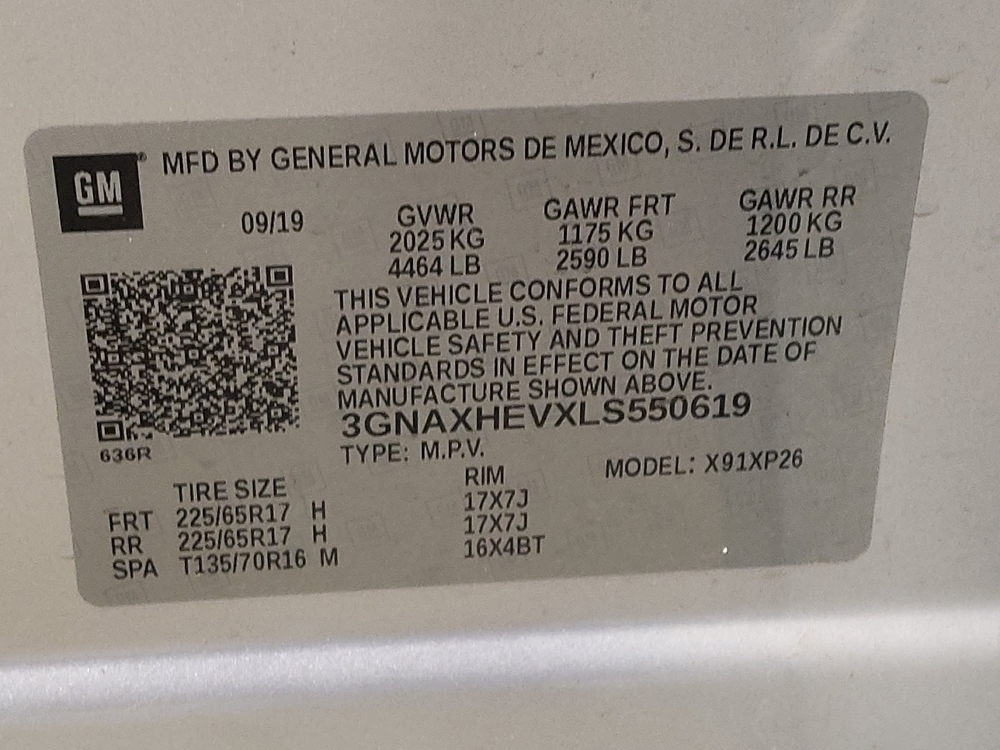 GM
MFD BY GENERAL MOTORS DE MEXICO, S. DE R.L. DE C.V.
09/19
GVWR
2025 KG
4464 LB
GAWR FRT
1175 KG
2590 LB
GAWR RR
1200 KG
2645 LB
THIS VEHICLE CONFORMS TO ALL
APPLICABLE U.S. FEDERAL MOTOR
VEHICLE SAFETY AND THEFT PREVENTION
STANDARDS IN EFFECT ON THE DATE OF
MANUFACTURE SHOWN ABOVE.
3GNAXHEVXLS550619
636R
TYPE: M.P.V.
MODEL: X91XP26
TIRE SIZE RIM
FRT 225/65R17 H 17X7J
RR 225/65R17 H 17X7J
SPA T135/70R16 M 16X4BT